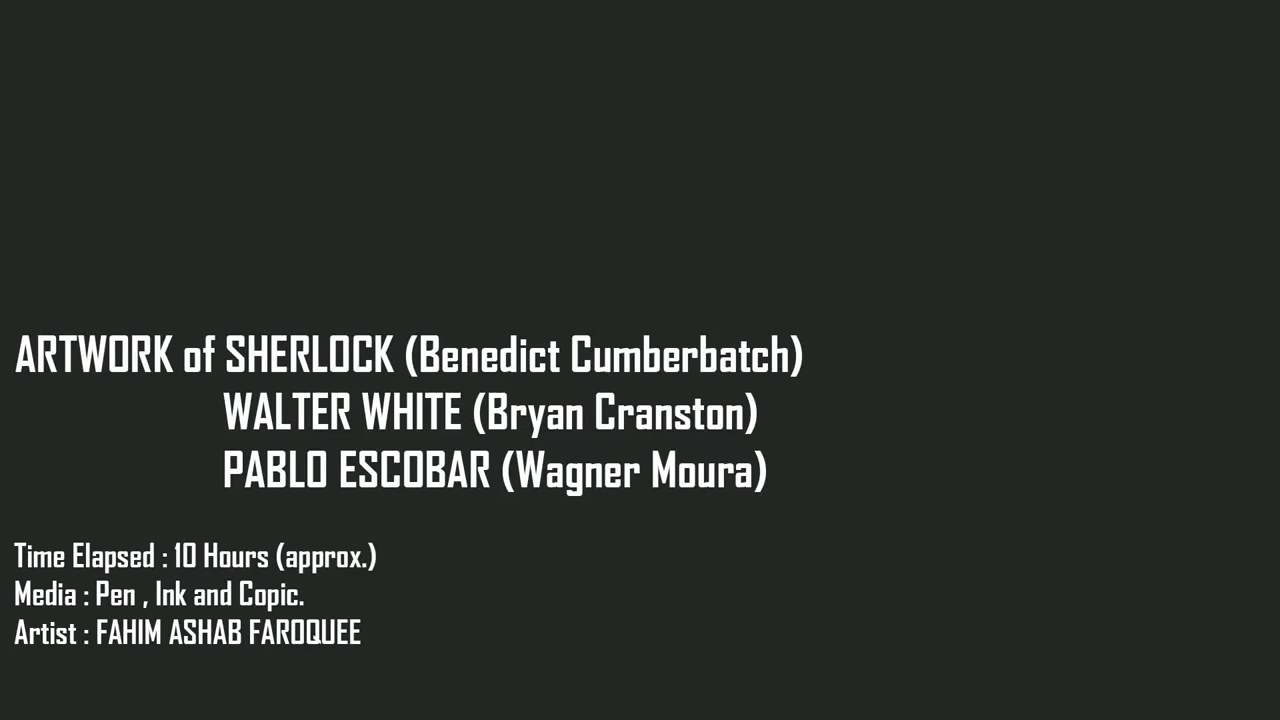 ARTWORK of SHERLOCK (Benedict Cumberbatch)
WALTER WHITE (Bryan Cranston)
PABLO ESCOBAR (Wagner Moura)
Time Elapsed : 10 Hours (approx.)
Media : Pen , Ink and Copic.
Artist : FAHIM ASHAB FAROQUEE